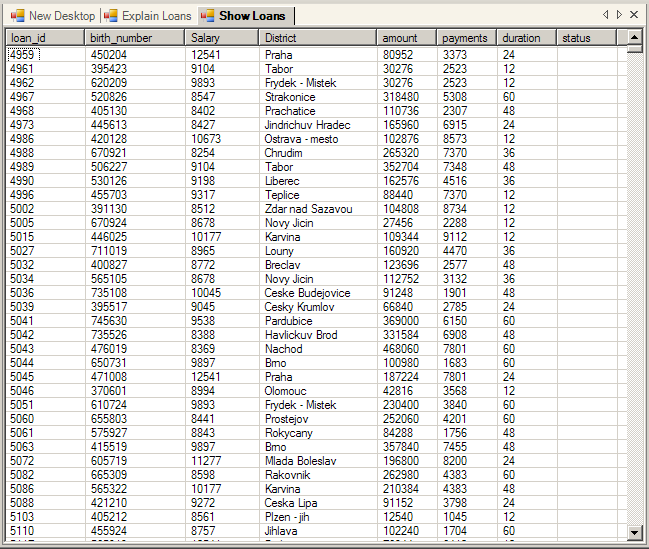 New Desktop Explain Loans Show Loans
loan_id birth_number Salary District amount payments duration status
4959 450204 12541 Praha 80952 3373 24
4961 395423 9104 Tabor 30276 2523 12
4962 620209 9893 Frydek - Mistek 30276 2523 12
4967 520826 8547 Strakonice 318480 5308 60
4968 405130 8402 Prachatice 110736 2307 48
4973 445613 8427 Jindrichuv Hradec 165960 6915 24
4986 420128 10673 Ostrava - mesto 102876 8573 12
4988 670921 8254 Chrudim 265320 7370 36
4989 506227 9104 Tabor 352704 7348 48
4990 530126 9198 Liberec 162576 4516 36
4996 455703 9317 Teplice 88440 7370 12
5002 391130 8512 Zdar nad Sazavou 104808 8734 12
5005 670924 8678 Novy Jicin 27456 2288 12
5015 446025 10177 Karvina 109344 9112 12
5027 711019 8965 Louny 160920 4470 36
5032 400827 8772 Breclav 123696 2577 48
5034 565105 8678 Novy Jicin 112752 3132 36
5036 735108 10045 Ceske Budejovice 91248 1901 48
5039 395517 9045 Cesky Krumlov 66840 2785 24
5041 745630 9538 Pardubice 369000 6150 60
5042 735526 8388 Havlickuv Brod 331584 6908 48
5043 476019 8369 Nachod 468060 7801 60
5044 650731 9897 Brno 100980 1683 60
5045 471008 12541 Praha 187224 7801 24
5046 370601 8994 Olomouc 42816 3568 12
5051 610724 9893 Frydek - Mistek 230400 3840 60
5060 655803 8441 Prostejov 252060 4201 60
5061 575927 8843 Rokycany 84288 1756 48
5063 415519 9897 Brno 357840 7455 48
5072 605719 11277 Mlada Boleslav 196800 8200 24
5082 665309 8598 Rakovnik 262980 4383 60
5086 565322 10177 Karvina 210384 4383 48
5088 421210 9272 Ceska Lipa 91152 3798 24
5103 405212 8561 Plzen - jih 12540 1045 12
5110 455924 8757 Jihlava 102240 1704 60